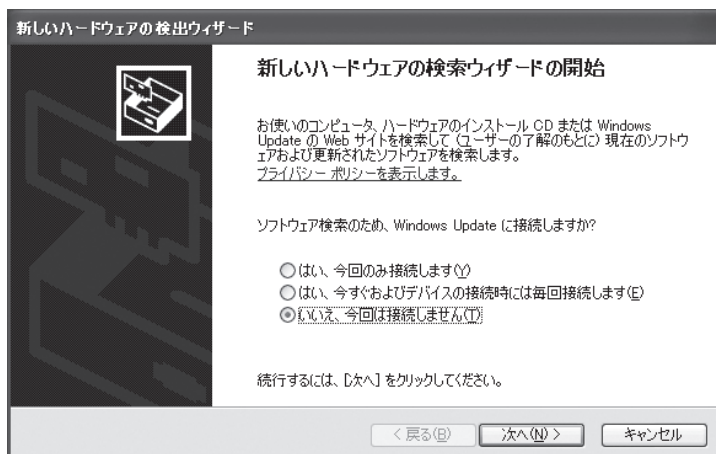 新しいハードウェアの検出ウィザード
新しいハードウェアの検索ウィザードの開始
お使いのコンピュータ、ハードウェアのインストール CD または Windows
Update の Web サイトを検索して (ユーザーの了解のもとに) 現在のソフトウ
ェアおよび更新されたソフトウェアを検索します。
プライバシー ポリシーを表示します。
ソフトウェア検索のため、Windows Update に接続しますか?
はい、今回のみ接続します(Y)
はい、今すぐおよびデバイスの接続時には毎回接続します(E)
いいえ、今回は接続しません(T)
続行するには、[次へ] をクリックしてください。
< 戻る(B) 次へ(N) > キャンセル